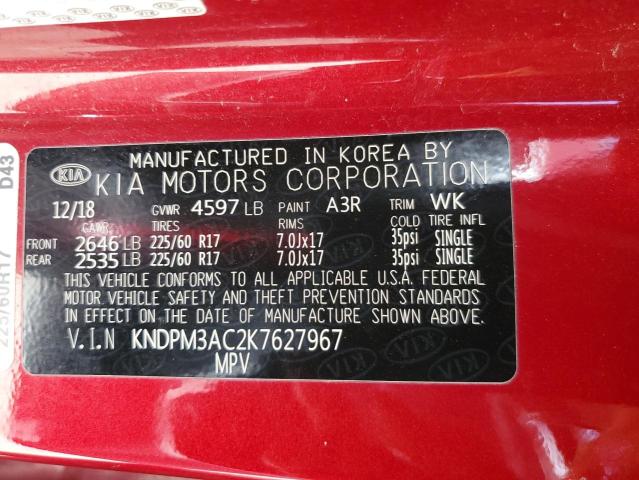 MANUFACTURED IN KOREA BY
KIA KIA MOTORS CORPORATION
12/18 GVWR 4597 LB PAINT A3R TRIM WK
GAWR TIRES RIMS COLD TIRE INFL
FRONT 2646 LB 225/60 R17 7.0Jx17 35psi SINGLE
REAR 2535 LB 225/60 R17 7.0Jx17 35psi SINGLE
THIS VEHICLE CONFORMS TO ALL APPLICABLE U.S.A. FEDERAL
MOTOR VEHICLE SAFETY AND THEFT PREVENTION STANDARDS
IN EFFECT ON THE DATE OF MANUFACTURE SHOWN ABOVE.
V.I.N KNDPM3AC2K7627967
MPV
D43
225/60R17